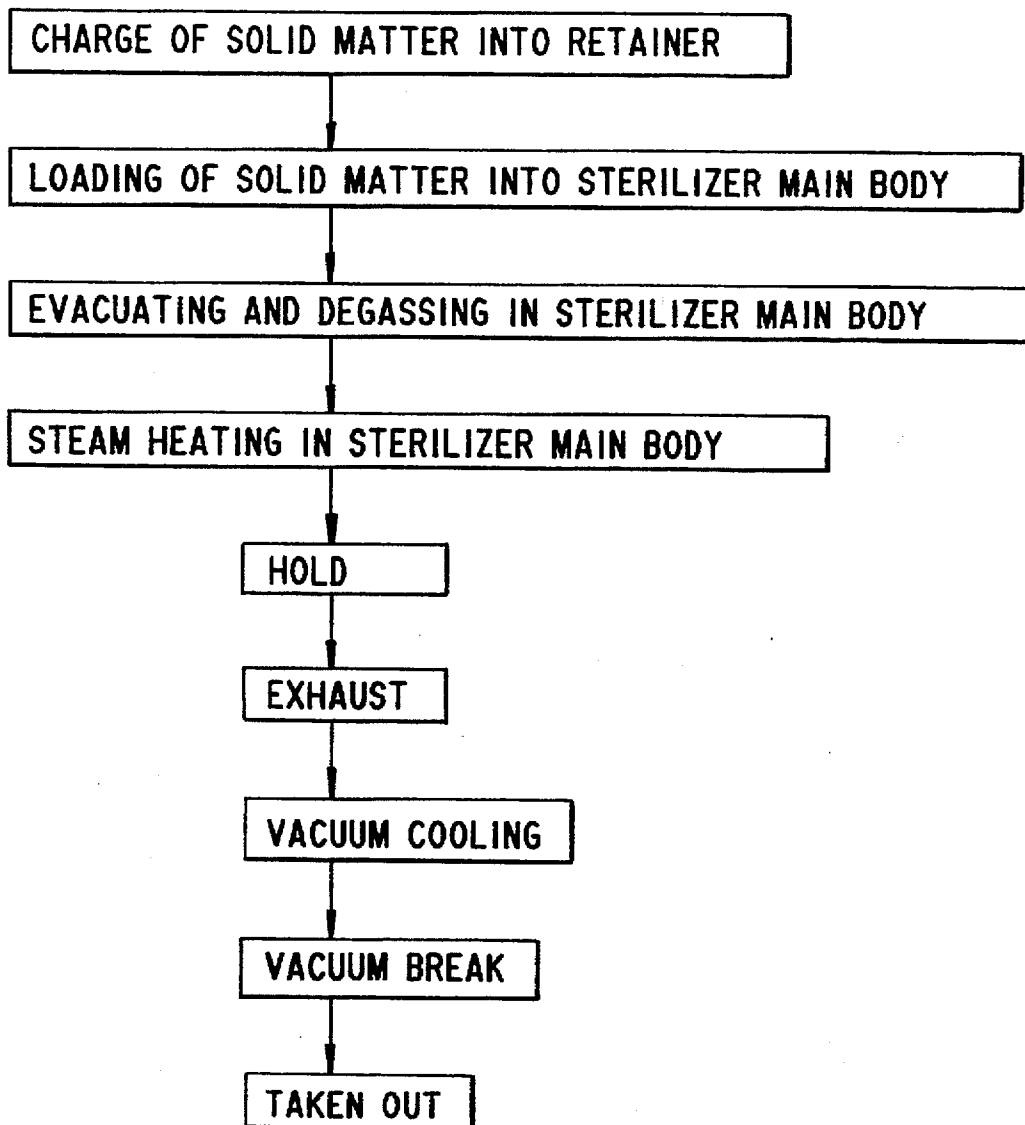 CHARGE OF SOLID MATTER INTO RETAINER
LOADING OF SOLID MATTER INTO STERILIZER MAIN BODY
EVACUATING AND DEGASSING IN STERILIZER MAIN BODY
STEAM HEATING IN STERILIZER MAIN BODY
HOLD
EXHAUST
VACUUM COOLING
VACUUM BREAK
TAKEN OUT